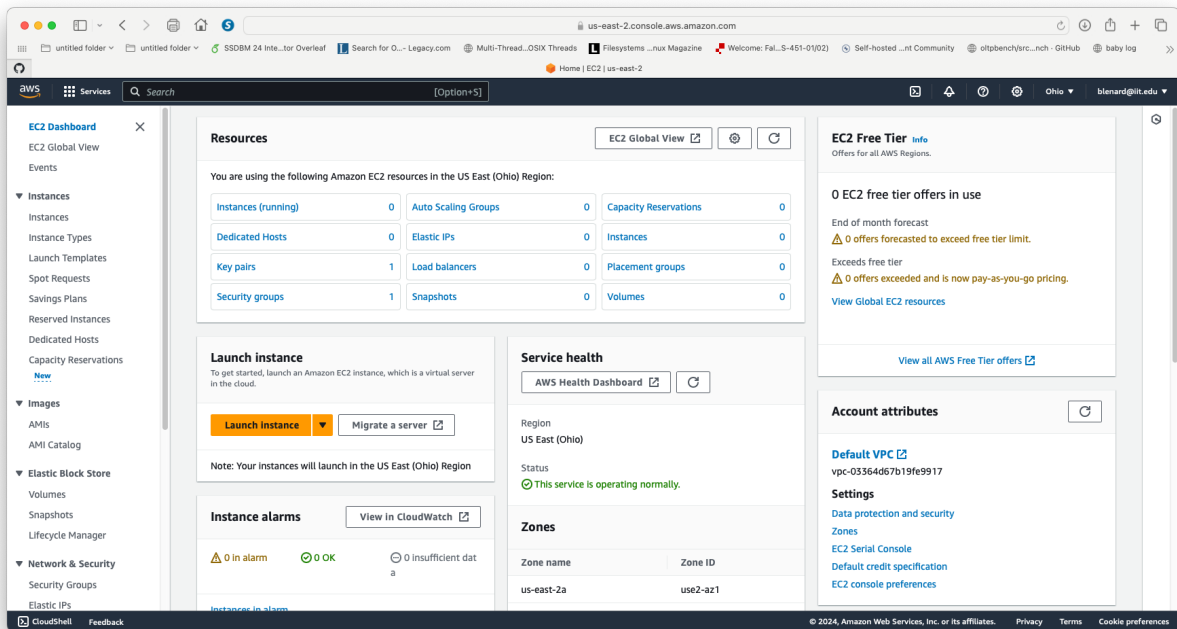 us-east-2.console.aws.amazon.com
untitled folder
untitled folder
SSDBM 24 Inte...tor Overleaf
Search for O...- Legacy.com
Multi-Thread...OSIX Threads
Filesystems ...nux Magazine
Welcome: Fal...S-451-01/02)
Self-hosted ...nt Community
oltpbench/src...nch · GitHub
baby log
Home | EC2 | us-east-2
aws
Services
Search
[Option+S]
Ohio
blenard@iit.edu
EC2 Dashboard
EC2 Global View
Events
Instances
Instances
Instance Types
Launch Templates
Spot Requests
Savings Plans
Reserved Instances
Dedicated Hosts
Capacity Reservations
New
Images
AMIs
AMI Catalog
Elastic Block Store
Volumes
Snapshots
Lifecycle Manager
Network & Security
Security Groups
Elastic IPs
Resources
EC2 Global View
You are using the following Amazon EC2 resources in the US East (Ohio) Region:
Instances (running) 0
Auto Scaling Groups 0
Capacity Reservations 0
Dedicated Hosts 0
Elastic IPs 0
Instances 0
Key pairs 1
Load balancers 0
Placement groups 0
Security groups 1
Snapshots 0
Volumes 0
Launch instance
To get started, launch an Amazon EC2 instance, which is a virtual server
in the cloud.
Launch instance
Migrate a server
Note: Your instances will launch in the US East (Ohio) Region
Instance alarms
View in CloudWatch
0 in alarm
0 OK
0 insufficient dat
a
Instances in alarm
Service health
AWS Health Dashboard
Region
US East (Ohio)
Status
This service is operating normally.
Zones
Zone name
Zone ID
us-east-2a
use2-az1
EC2 Free Tier Info
Offers for all AWS Regions.
0 EC2 free tier offers in use
End of month forecast
0 offers forecasted to exceed free tier limit.
Exceeds free tier
0 offers exceeded and is now pay-as-you-go pricing.
View Global EC2 resources
View all AWS Free Tier offers
Account attributes
Default VPC
vpc-03364d67b19fe9917
Settings
Data protection and security
Zones
EC2 Serial Console
Default credit specification
EC2 console preferences
CloudShell
Feedback
© 2024, Amazon Web Services, Inc. or its affiliates.
Privacy
Terms
Cookie preferences